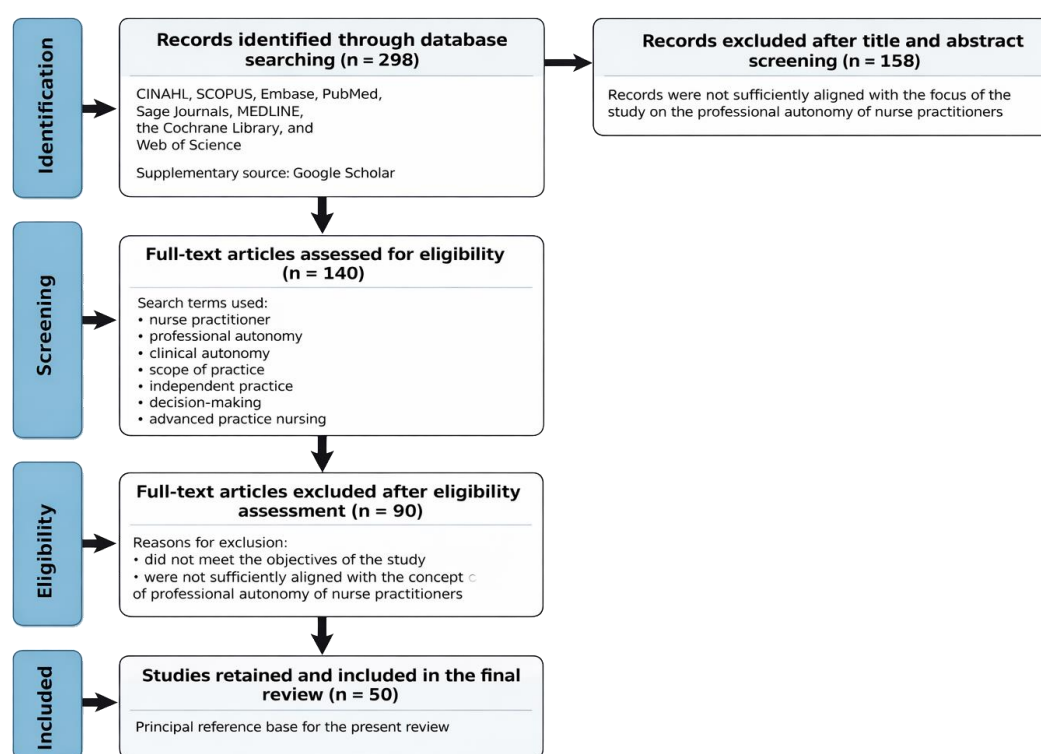 Identification
Records identified through database
searching (n = 298)
CINAHL, SCOPUS, Embase, PubMed,
Sage Journals, MEDLINE,
the Cochrane Library, and
Web of Science
Supplementary source: Google Scholar
Records excluded after title and abstract
screening (n = 158)
Records were not sufficiently aligned with the focus of the
study on the professional autonomy of nurse practitioners
Screening
Full-text articles assessed for eligibility
(n = 140)
Search terms used:
• nurse practitioner
• professional autonomy
• clinical autonomy
• scope of practice
• independent practice
• decision-making
• advanced practice nursing
Eligibility
Full-text articles excluded after eligibility
assessment (n = 90)
Reasons for exclusion:
• did not meet the objectives of the study
• were not sufficiently aligned with the concept c
of professional autonomy of nurse practitioners
Included
Studies retained and included in the final
review (n = 50)
Principal reference base for the present review